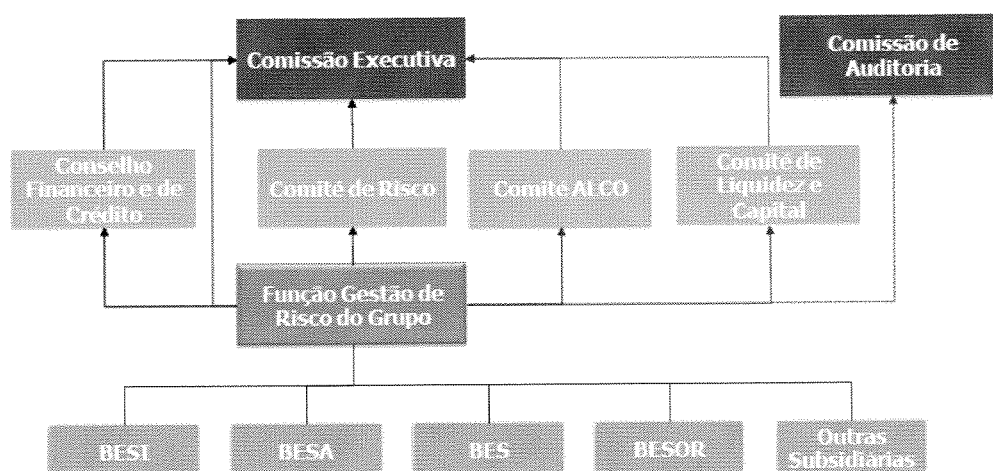 Comissão Executiva
Comissão de
Auditoria
Conselho
Financeiro e de
Crédito
Comité de Risco
Comité ALCO
Comité de
Liquidez e
Capital
Função Gestão de
Risco do Grupo
BEST
BESA
BES
BESOR
Outras
Subsidiárias